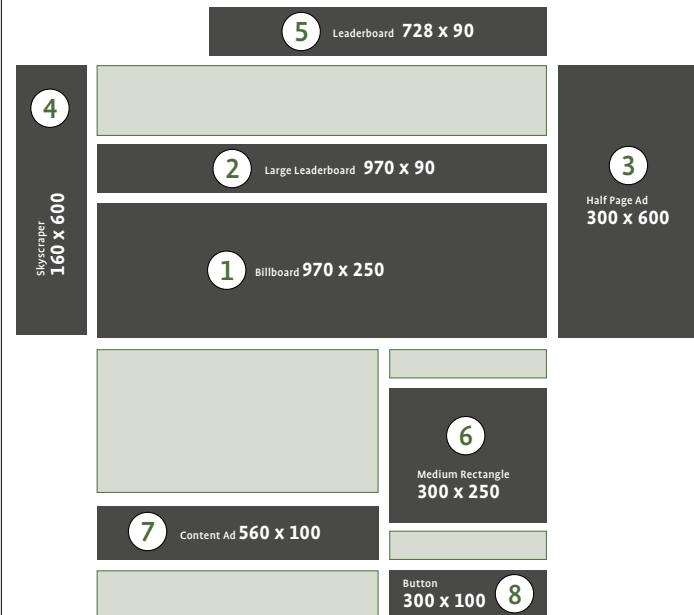 5 Leaderboard 728 x 90
4
Skyscraper
160 x 600
2 Large Leaderboard 970 x 90
3
Half Page Ad
300 x 600
1 Billboard 970 x 250
6
Medium Rectangle
300 x 250
7 Content Ad 560 x 100
Button
300 x 100 8